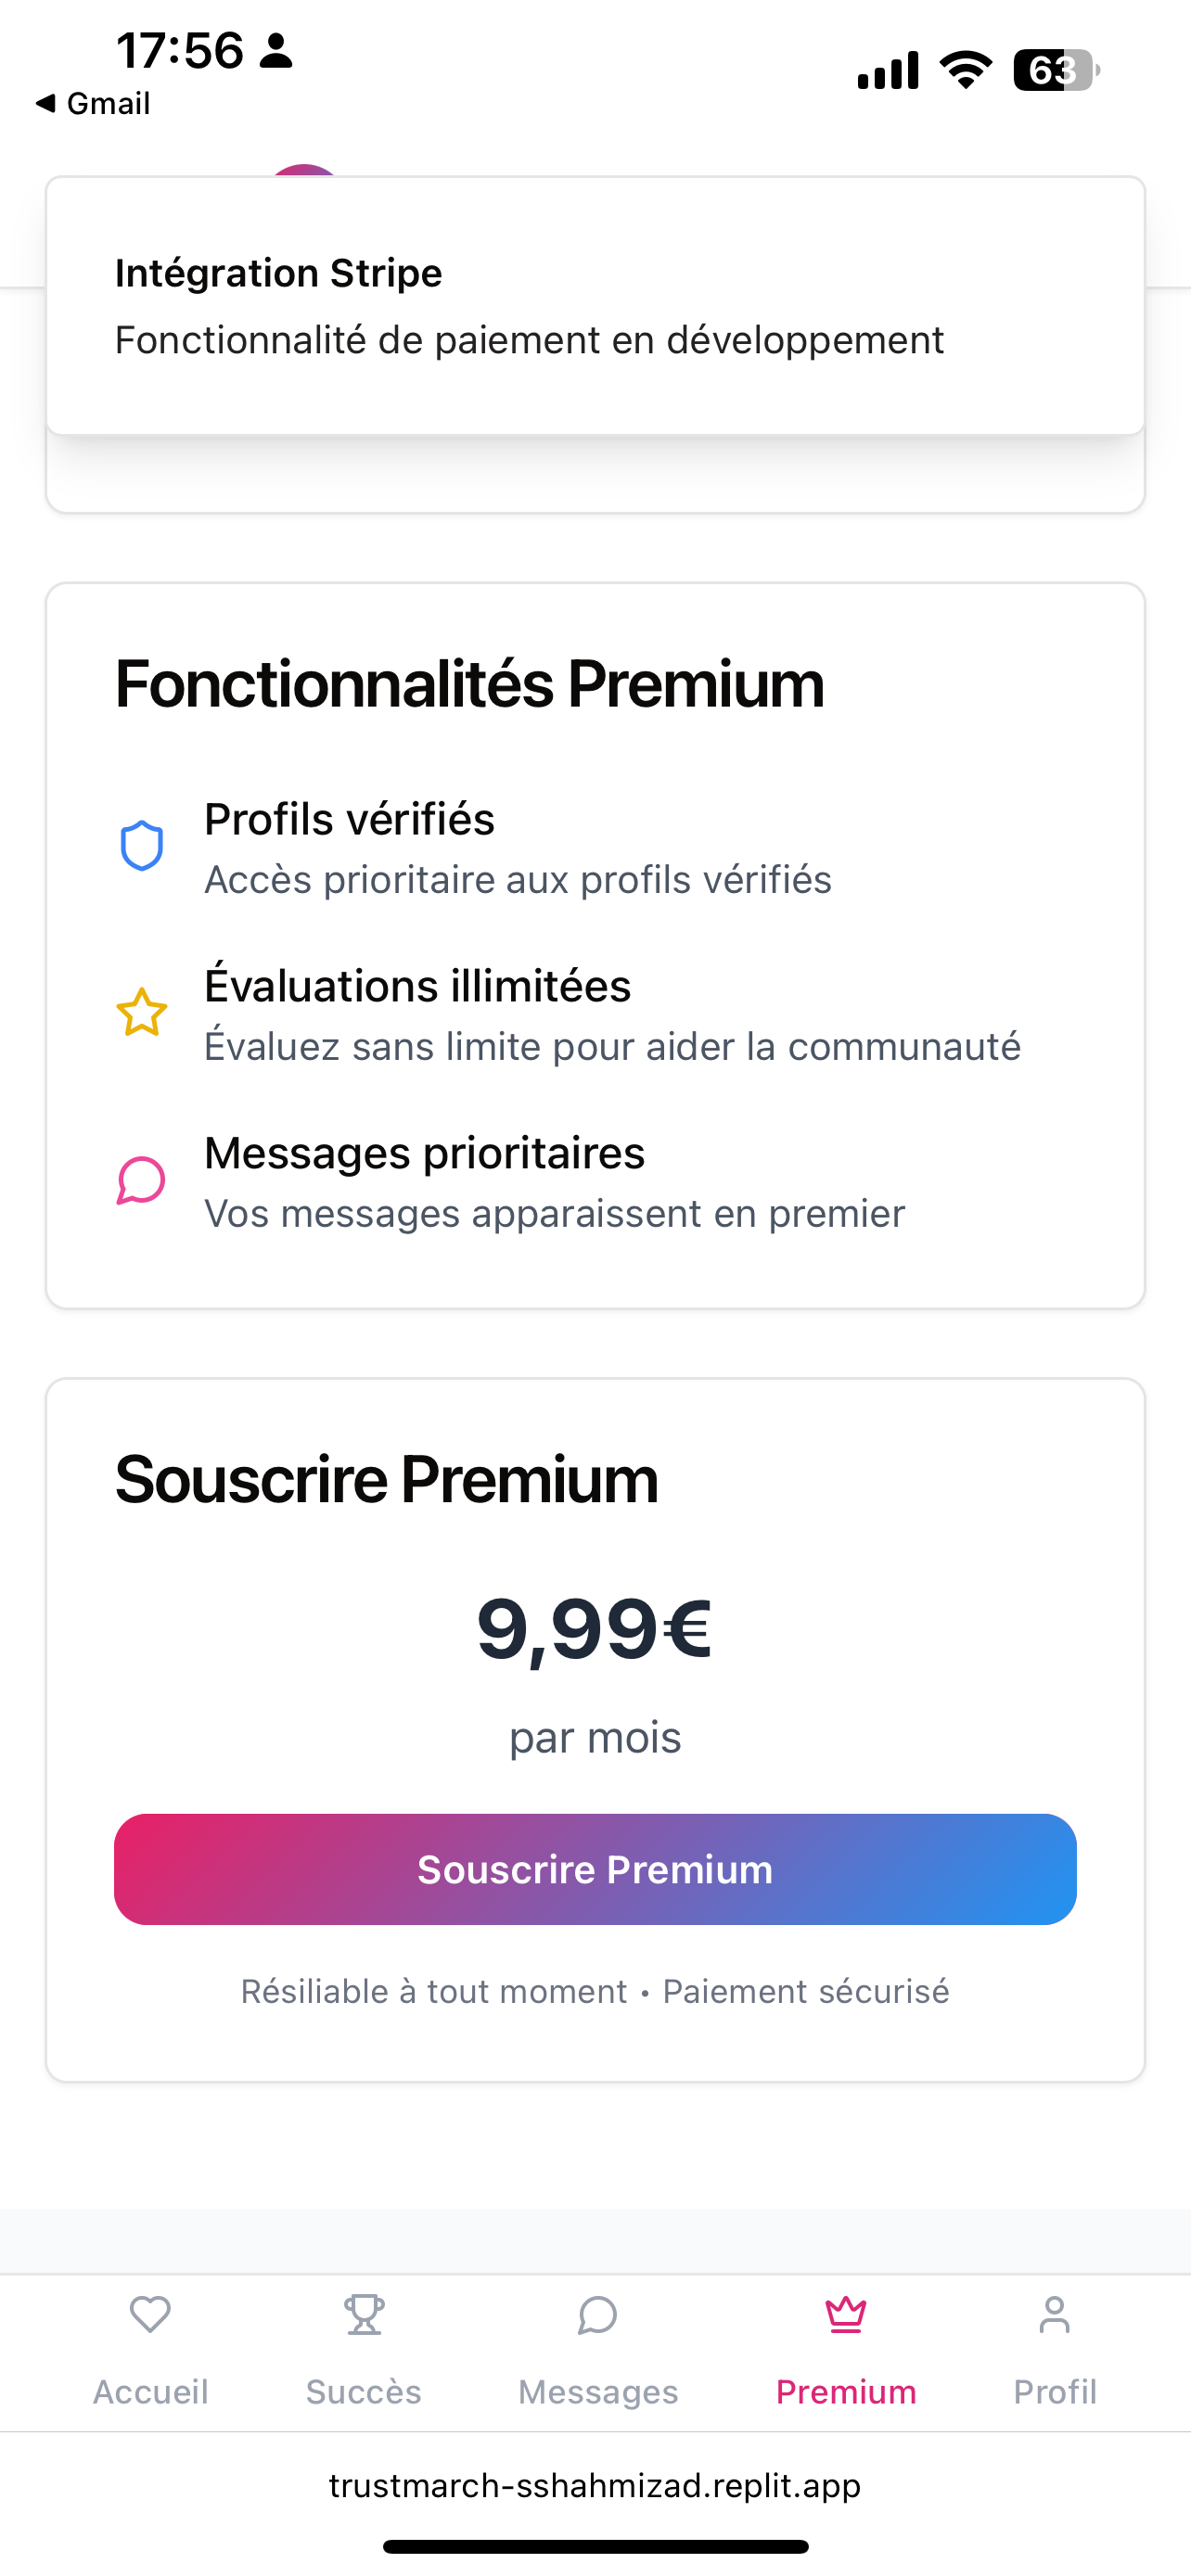 17:56
63
Gmail
Intégration Stripe
Fonctionnalité de paiement en développement
Fonctionnalités Premium
Profils vérifiés
Accès prioritaire aux profils vérifiés
Évaluations illimitées
Évaluez sans limite pour aider la communauté
Messages prioritaires
Vos messages apparaissent en premier
Souscrire Premium
9,99€
par mois
Souscrire Premium
Résiliable à tout moment • Paiement sécurisé
Accueil Succès Messages Premium Profil
trustmarch-sshahmizad.replit.app